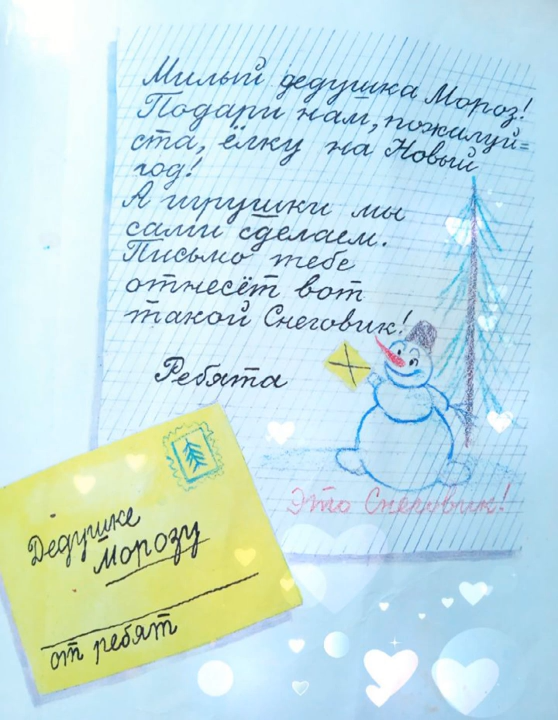 Милый дедушка Мороз!
Подари нам, пожалуй=
ста, ёлку на Новый
год!
А игрушки мы
сами сделаем.
Письмо тебе
отнесёт вот
такой Снеговик!
Ребята
Это Снеговик!
Дедушке
Морозу
от ребят